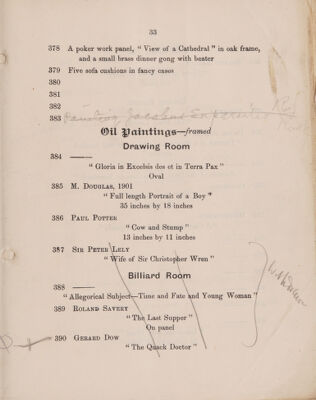 33
378 A poker work panel, "View of a Cathedral" in oak frame,
and a small brass dinner gong with beater
379 Five sofa cushions in fancy cases
380
381
382
383
Oil Paintings—framed
Drawing Room
384 ———
"Gloria in Excelsis deo et in Terra Pax"
Oval
385 M. Douglas, 1901
"Full length Portrait of a Boy"
35 inches by 18 inches
386 Paul Potter
"Cow and Stump"
13 inches by 11 inches
387 Sir Peter Lely
"Wife of Sir Christopher Wren"
Billiard Room
388 ———
"Allegorical Subject—Time and Fate and Young Woman"
389 Roland Savery
"The Last Supper"
On panel
390 Gerard Dow
"The Quack Doctor"